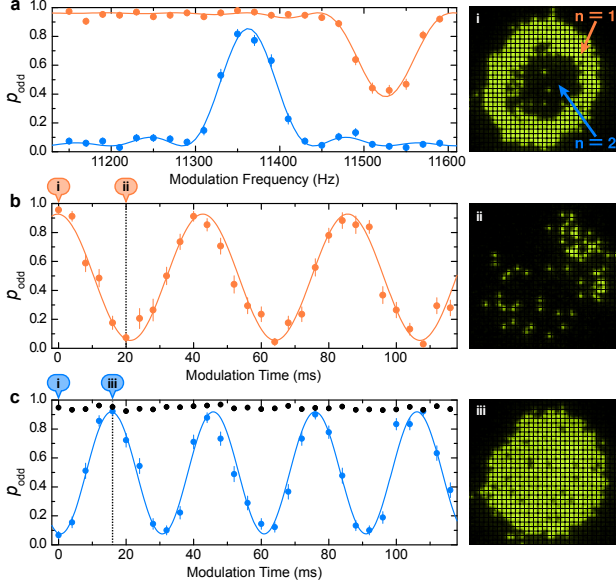 a
1.0
0.8
0.6
0.4
0.2
0.0
p_odd
11200 11300 11400 11500 11600
Modulation Frequency (Hz)
i
n = 1
n = 2
b
i ii
1.0
0.8
0.6
0.4
0.2
0.0
p_odd
0 20 40 60 80 100
Modulation Time (ms)
ii
c
i iii
1.0
0.8
0.6
0.4
0.2
0.0
p_odd
0 20 40 60 80 100
Modulation Time (ms)
iii